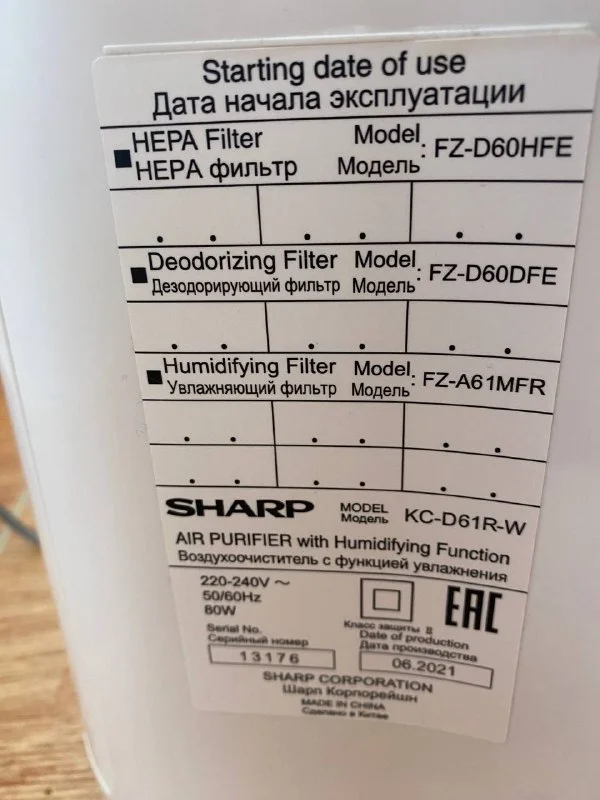 Starting date of use
Дата начала эксплуатации
HEPA Filter Model
HEPA фильтр Модель : FZ-D60HFE
Deodorizing Filter Model
Дезодорирующий фильтр Модель : FZ-D60DFE
Humidifying Filter Model
Увлажняющий фильтр Модель : FZ-A61MFR
SHARP MODEL
Модель KC-D61R-W
AIR PURIFIER with Humidifying Function
Воздухоочиститель с функцией увлажнения
220-240V ~
50/60Hz
80W
EAC
Класс защиты II
Serial No.
Серийный номер
13176
Date of production
Дата производства
06.2021
SHARP CORPORATION
Шарп Корпорейшн
MADE IN CHINA
Сделано в Китае